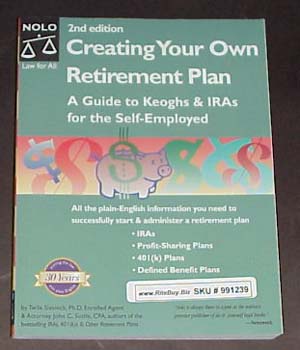 NOLO
Law for All
2nd edition
Creating Your Own
Retirement Plan
A Guide to Keoghs & IRAs
for the Self-Employed
All the plain-English information you need to
successfully start & administer a retirement plan
• IRAs
• Profit-Sharing Plans
• 401(k) Plans
• Defined Benefit Plans
30 Years
www.RiteBuy.Biz SKU # 991239
by Twila Slesnick, Ph.D, Enrolled Agent
& Attorney John C. Suttle, CPA, authors of the
bestselling IRAs, 401(k)s & Other Retirement Plans